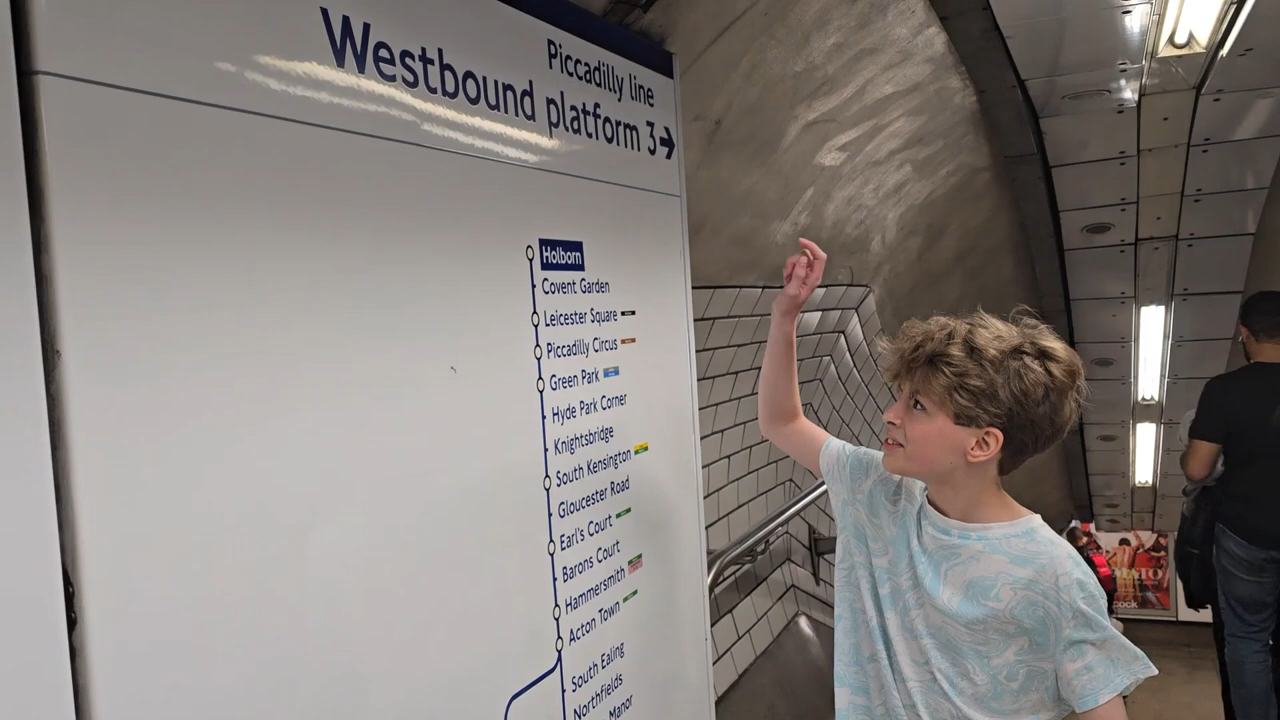 Piccadilly line
Westbound platform 3→
Holborn
Covent Garden
Leicester Square
Piccadilly Circus
Green Park
Hyde Park Corner
Knightsbridge
South Kensington
Gloucester Road
Earl's Court
Barons Court
Hammersmith
Acton Town
South Ealing
Northfields
Manor